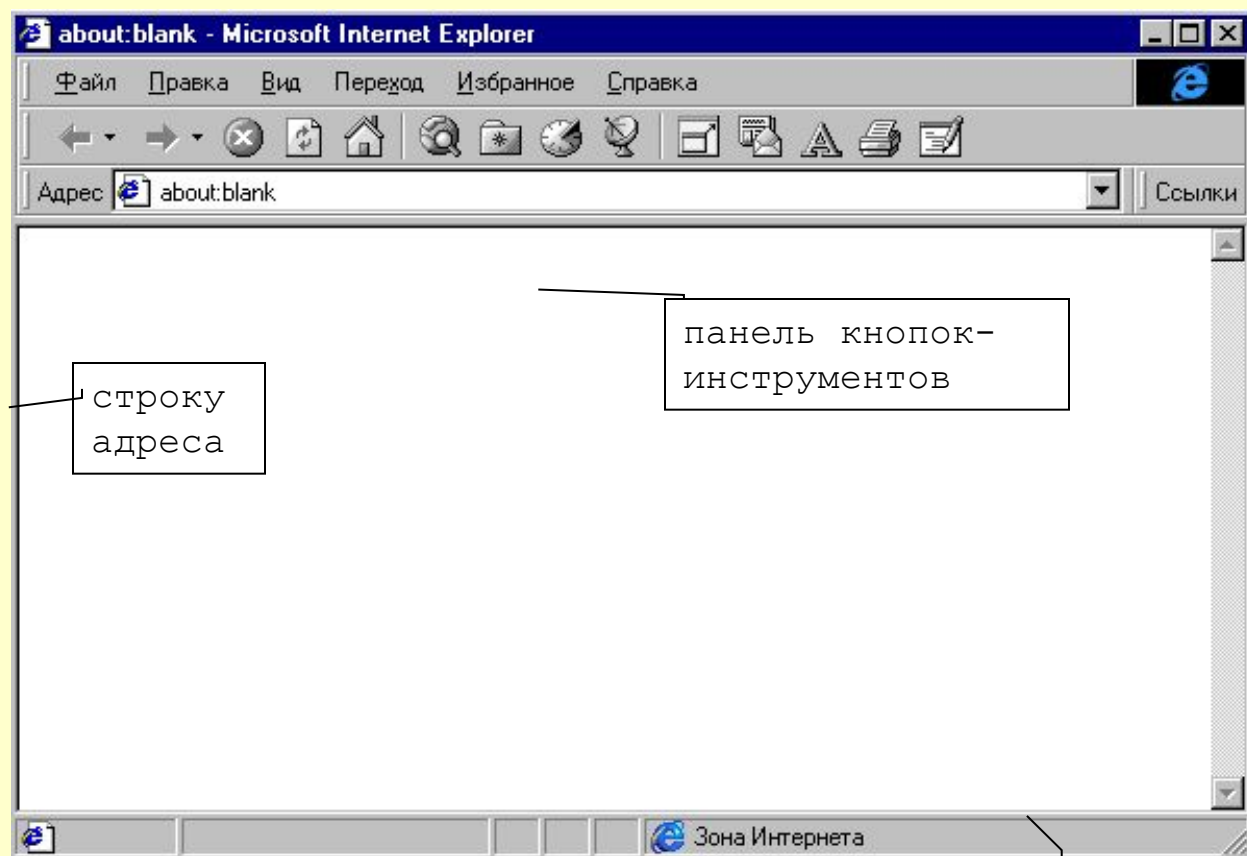 about:blank - Microsoft Internet Explorer
Файл Правка Вид Переход Избранное Справка
Адрес about:blank Ссылки
панель кнопок-
инструментов
строку
адреса
Зона Интернета